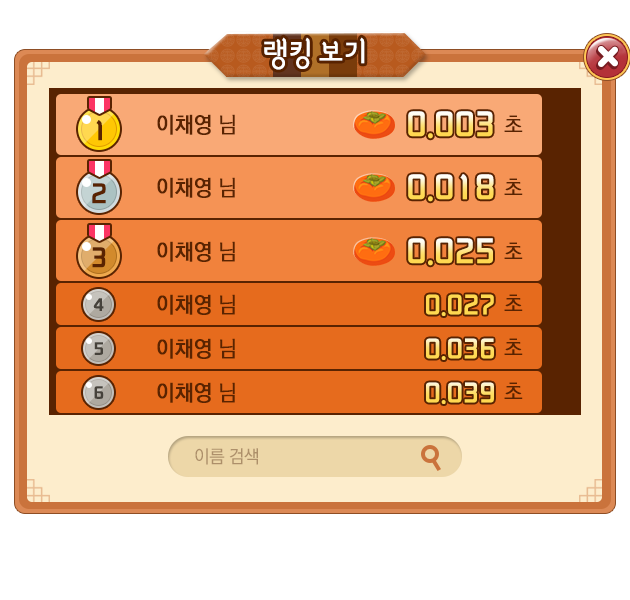 랭킹 보기
1 이채영 님 0.003 초
2 이채영 님 0.018 초
3 이채영 님 0.025 초
4 이채영 님 0.027 초
5 이채영 님 0.036 초
6 이채영 님 0.039 초
이름 검색